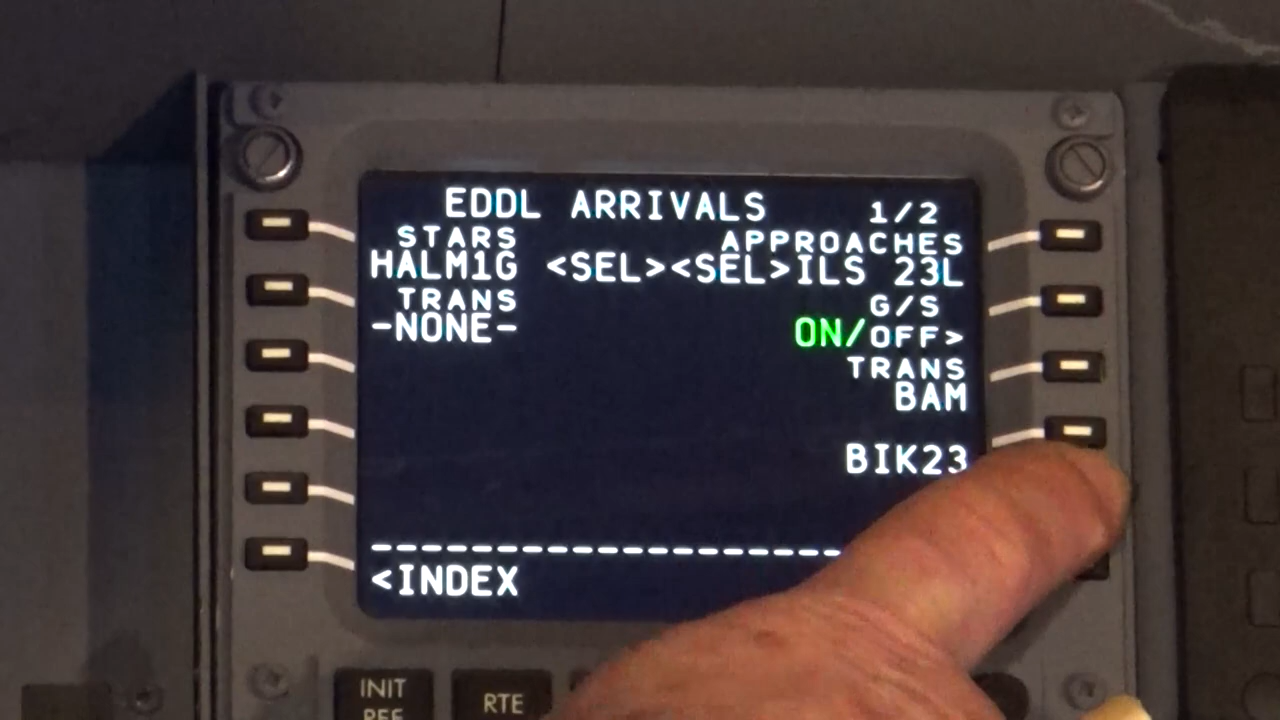 EDDL ARRIVALS 1/2
STARS APPROACHES
HALM1G <SEL><SEL>ILS 23L
TRANS G/S
-NONE- ON/OFF>
TRANS
BAM
BIK23
----------------------
<INDEX
INIT REF RTE